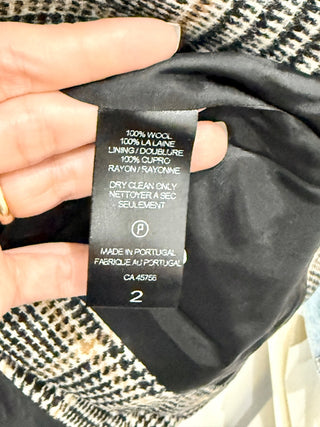 100% WOOL
100% LA LAINE
LINING / DOUBLURE
100% CUPRO
RAYON / RAYONNE
DRY CLEAN ONLY
NETTOYER A SEC
SEULEMENT
P
MADE IN PORTUGAL
FABRIQUE AU PORTUGAL
CA 45756
2